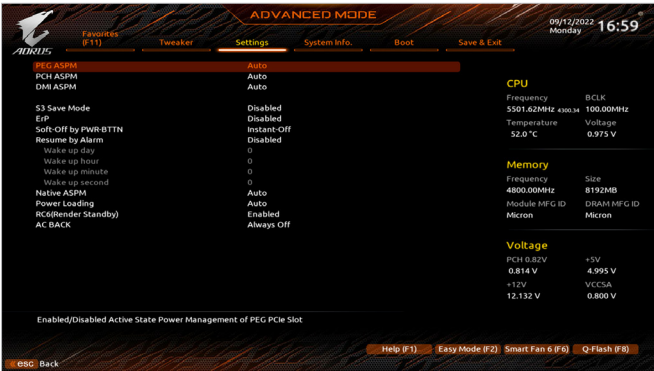 ADVANCED MODE
09/12/2022 Monday 16:59
AORUS
Favorites (F11)
Tweaker
Settings
System Info.
Boot
Save & Exit
PEG ASPM Auto
PCH ASPM Auto
DMI ASPM Auto
S3 Save Mode Disabled
ErP Disabled
Soft-Off by PWR-BTTN Instant-Off
Resume by Alarm Disabled
Wake up day 0
Wake up hour 0
Wake up minute 0
Wake up second 0
Native ASPM Auto
Power Loading Auto
RC6(Render Standby) Enabled
AC BACK Always Off
CPU
Frequency BCLK
5501.62MHz 4300.34 100.00MHz
Temperature Voltage
52.0 °C 0.975 V
Memory
Frequency Size
4800.00MHz 8192MB
Module MFG ID DRAM MFG ID
Micron Micron
Voltage
PCH 0.82V +5V
0.814 V 4.995 V
+12V VCCSA
12.132 V 0.800 V
Enabled/Disabled Active State Power Management of PEG PCIe Slot
Help (F1) Easy Mode (F2) Smart Fan 6 (F6) Q-Flash (F8)
esc Back